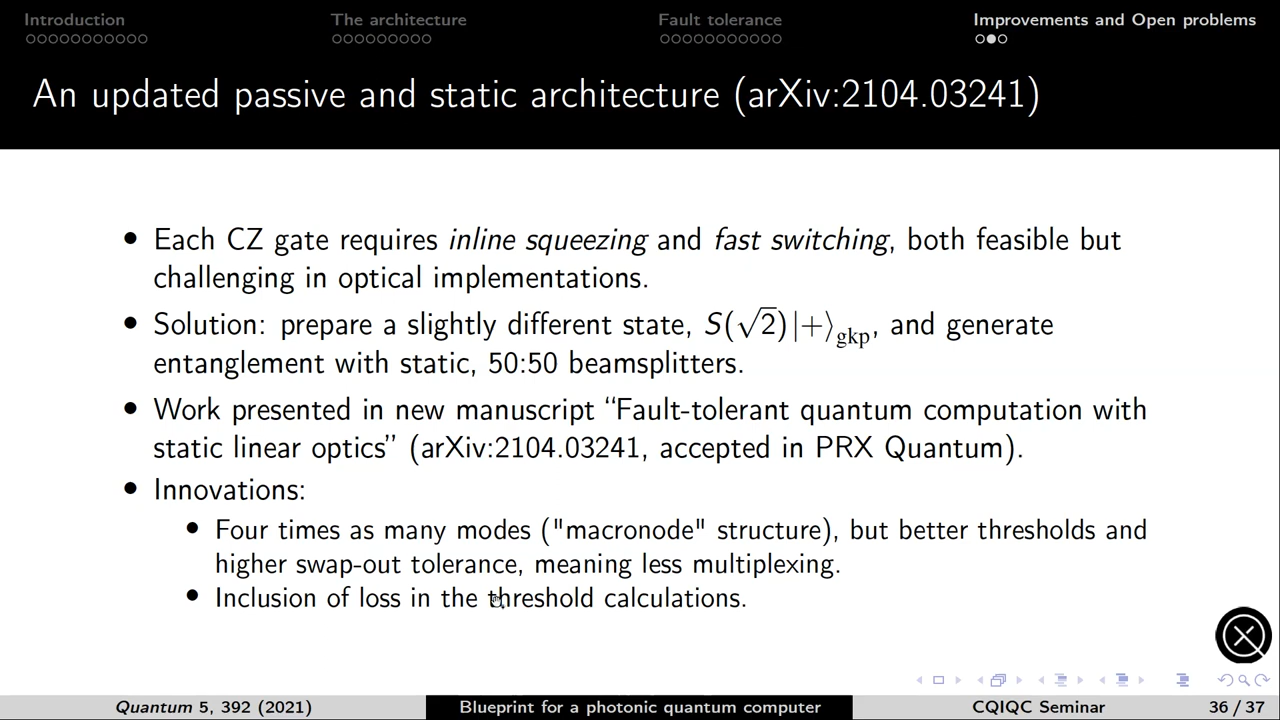 Introduction The architecture Fault tolerance Improvements and Open problems
An updated passive and static architecture (arXiv:2104.03241)
• Each CZ gate requires inline squeezing and fast switching, both feasible but
challenging in optical implementations.
• Solution: prepare a slightly different state, S(√2)|+⟩gkp, and generate
entanglement with static, 50:50 beamsplitters.
• Work presented in new manuscript “Fault-tolerant quantum computation with
static linear optics” (arXiv:2104.03241, accepted in PRX Quantum).
• Innovations:
• Four times as many modes ("macronode" structure), but better thresholds and
higher swap-out tolerance, meaning less multiplexing.
• Inclusion of loss in the threshold calculations.
Quantum 5, 392 (2021) Blueprint for a photonic quantum computer CQIQC Seminar 36 / 37